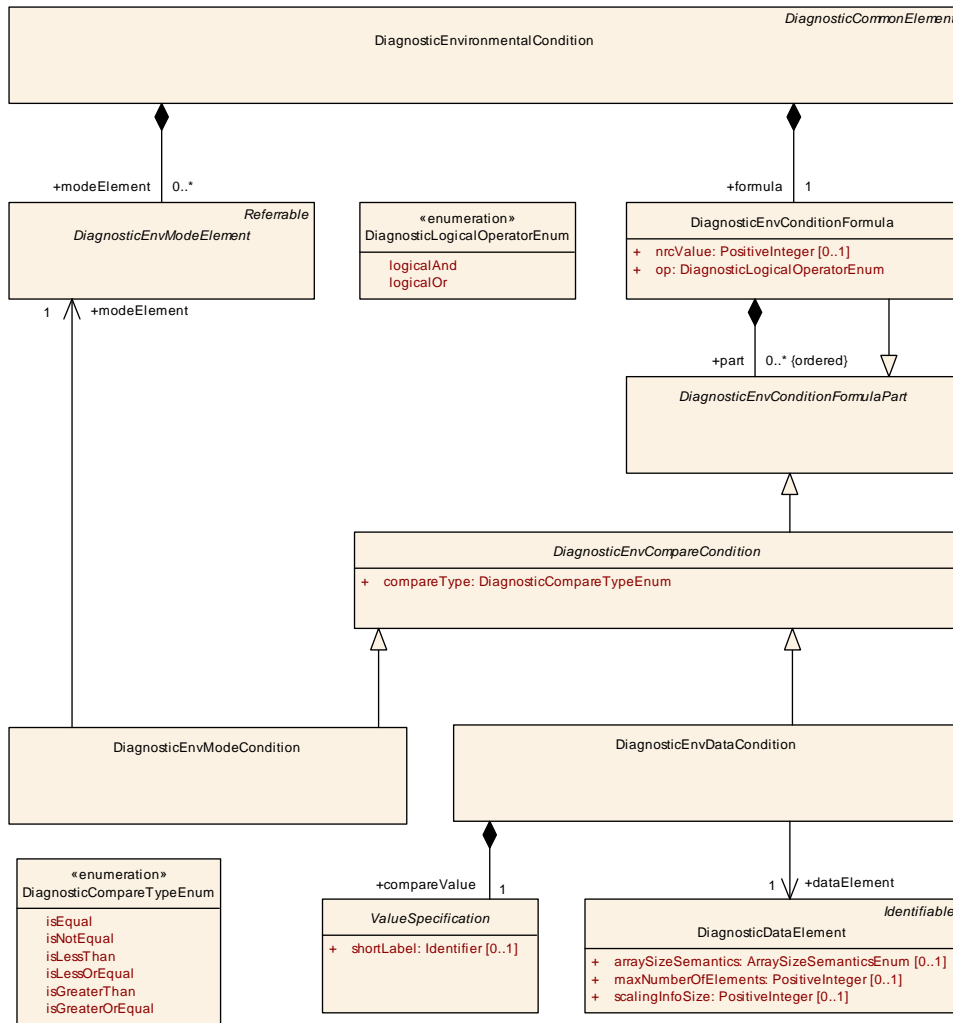 DiagnosticCommonElement
DiagnosticEnvironmentalCondition
+modeElement 0..*
+formula 1
Referrable
DiagnosticEnvModeElement
«enumeration»
DiagnosticLogicalOperatorEnum
logicalAnd
logicalOr
DiagnosticEnvConditionFormula
+ nrcValue: PositiveInteger [0..1]
+ op: DiagnosticLogicalOperatorEnum
1 +modeElement
+part 0..* {ordered}
DiagnosticEnvConditionFormulaPart
DiagnosticEnvCompareCondition
+ compareType: DiagnosticCompareTypeEnum
DiagnosticEnvModeCondition
DiagnosticEnvDataCondition
«enumeration»
DiagnosticCompareTypeEnum
isEqual
isNotEqual
isLessThan
isLessOrEqual
isGreaterThan
isGreaterOrEqual
+compareValue 1
1 +dataElement
ValueSpecification
+ shortLabel: Identifier [0..1]
Identifiable
DiagnosticDataElement
+ arraySizeSemantics: ArraySizeSemanticsEnum [0..1]
+ maxNumberOfElements: PositiveInteger [0..1]
+ scalingInfoSize: PositiveInteger [0..1]